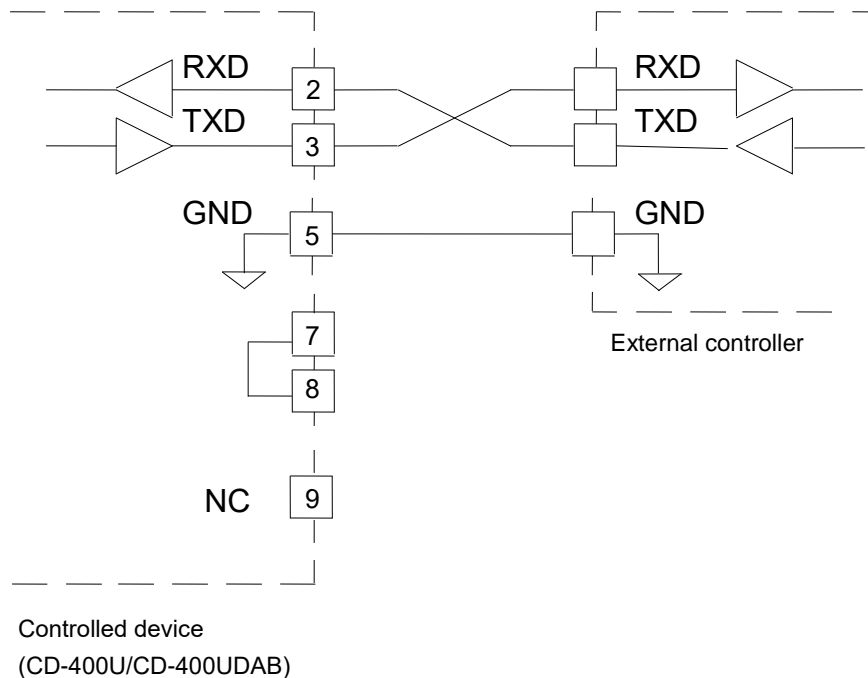 RXD 2 RXD
TXD 3 TXD
GND 5 GND
7
8
NC 9
External controller
Controlled device
(CD-400U/CD-400UDAB)